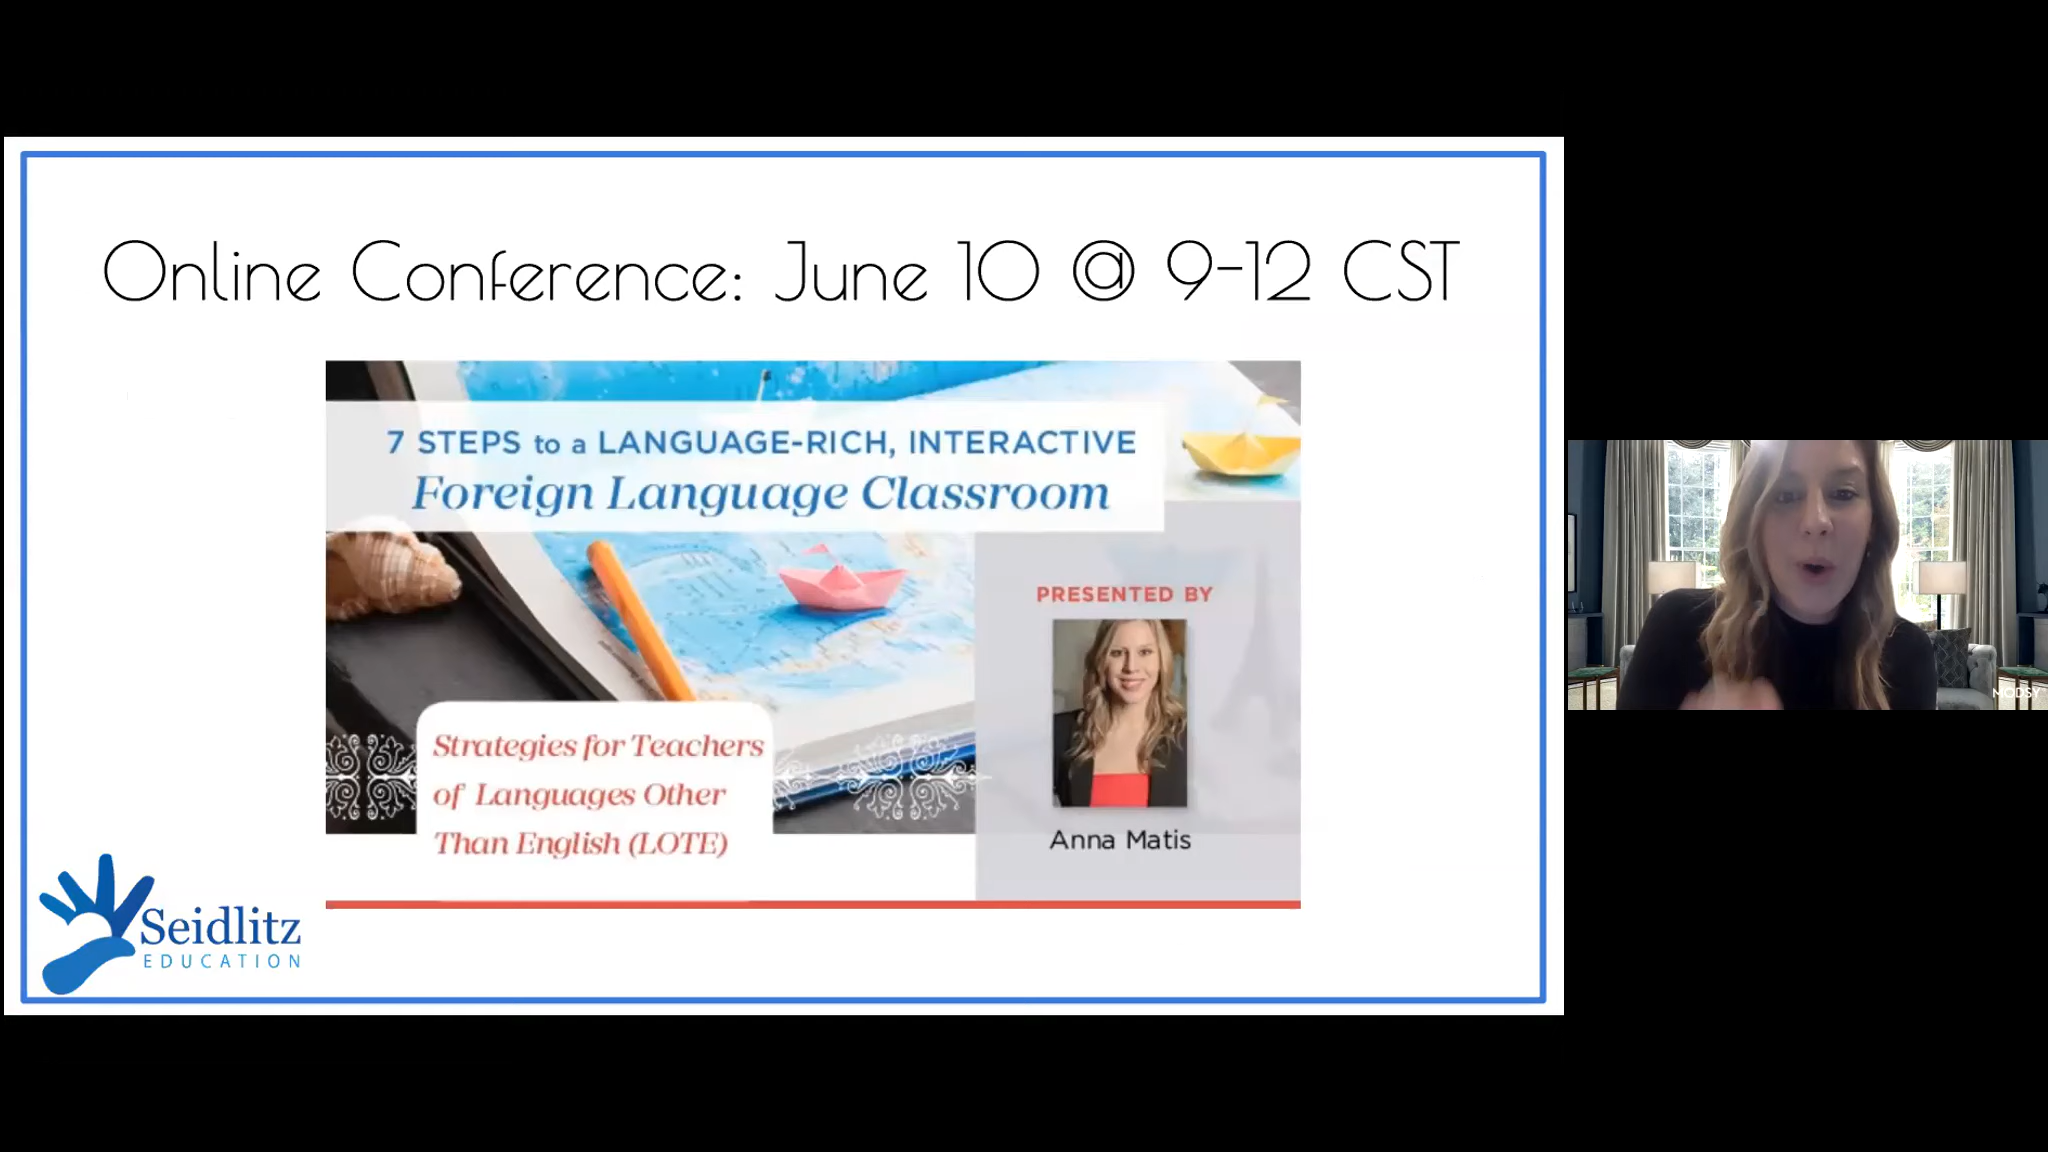 Online Conference: June 10 @ 9-12 CST
7 STEPS to a LANGUAGE-RICH, INTERACTIVE
Foreign Language Classroom
PRESENTED BY
Anna Matis
Strategies for Teachers
of Languages Other
Than English (LOTE)
Seidlitz
EDUCATION
MODSY